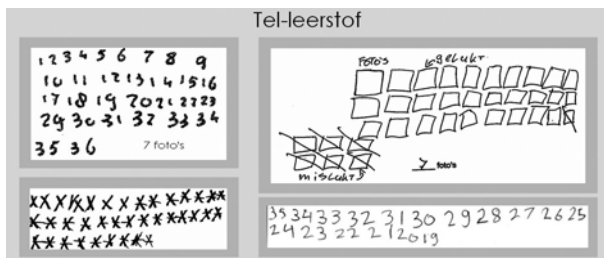 Tel-leerstof
1 2 3 4 5 6 7 8 9
10 11 12 13 14 15 16
17 18 19 20 21 22 23
29 30 31 32 33 34
35 36
7 foto's
FOTO'S gelukt.
mislukt
7 foto's
35 34 33 32 31 30 29 28 27 26 25
24 23 22 21 20 19